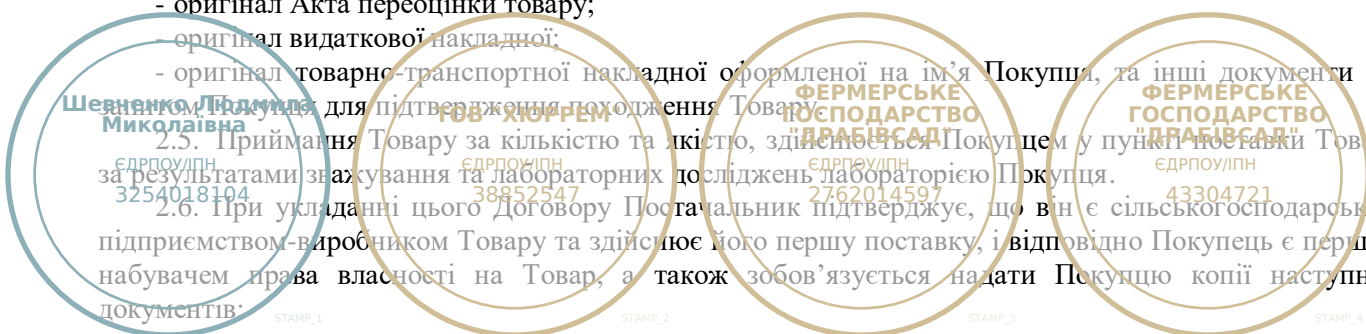 - оригінал Акта переоцінки товару;
- оригінал видаткової накладної;
- оригінал товарно-транспортної накладної оформленої на ім’я Покупця, та інші документи
запитом Покупця для підтвердження походження Товару.
2.5. Приймання Товару за кількістю та якістю, здійснюється Покупцем у пункті поставки Това
за результатами зважування та лабораторних досліджень лабораторією Покупця.
2.6. При укладанні цього Договору Постачальник підтверджує, що він є сільськогосподарськ
підприємством-виробником Товару та здійснює його першу поставку, і відповідно Покупець є перш
набувачем права власності на Товар, а також зобов’язується надати Покупцю копії наступн
документів:
Шевченко Людмила
Миколаївна
ЄДРПОУ/ІПН
3254018104
STAMP_1
ТОВ "ХЮРРЕМ"
ЄДРПОУ/ІПН
38852547
STAMP_2
ФЕРМЕРСЬКЕ
ГОСПОДАРСТВО
"ДРАБІВСАД"
ЄДРПОУ/ІПН
2762014597
STAMP_3
ФЕРМЕРСЬКЕ
ГОСПОДАРСТВО
"ДРАБІВСАД"
ЄДРПОУ/ІПН
43304721
STAMP_4